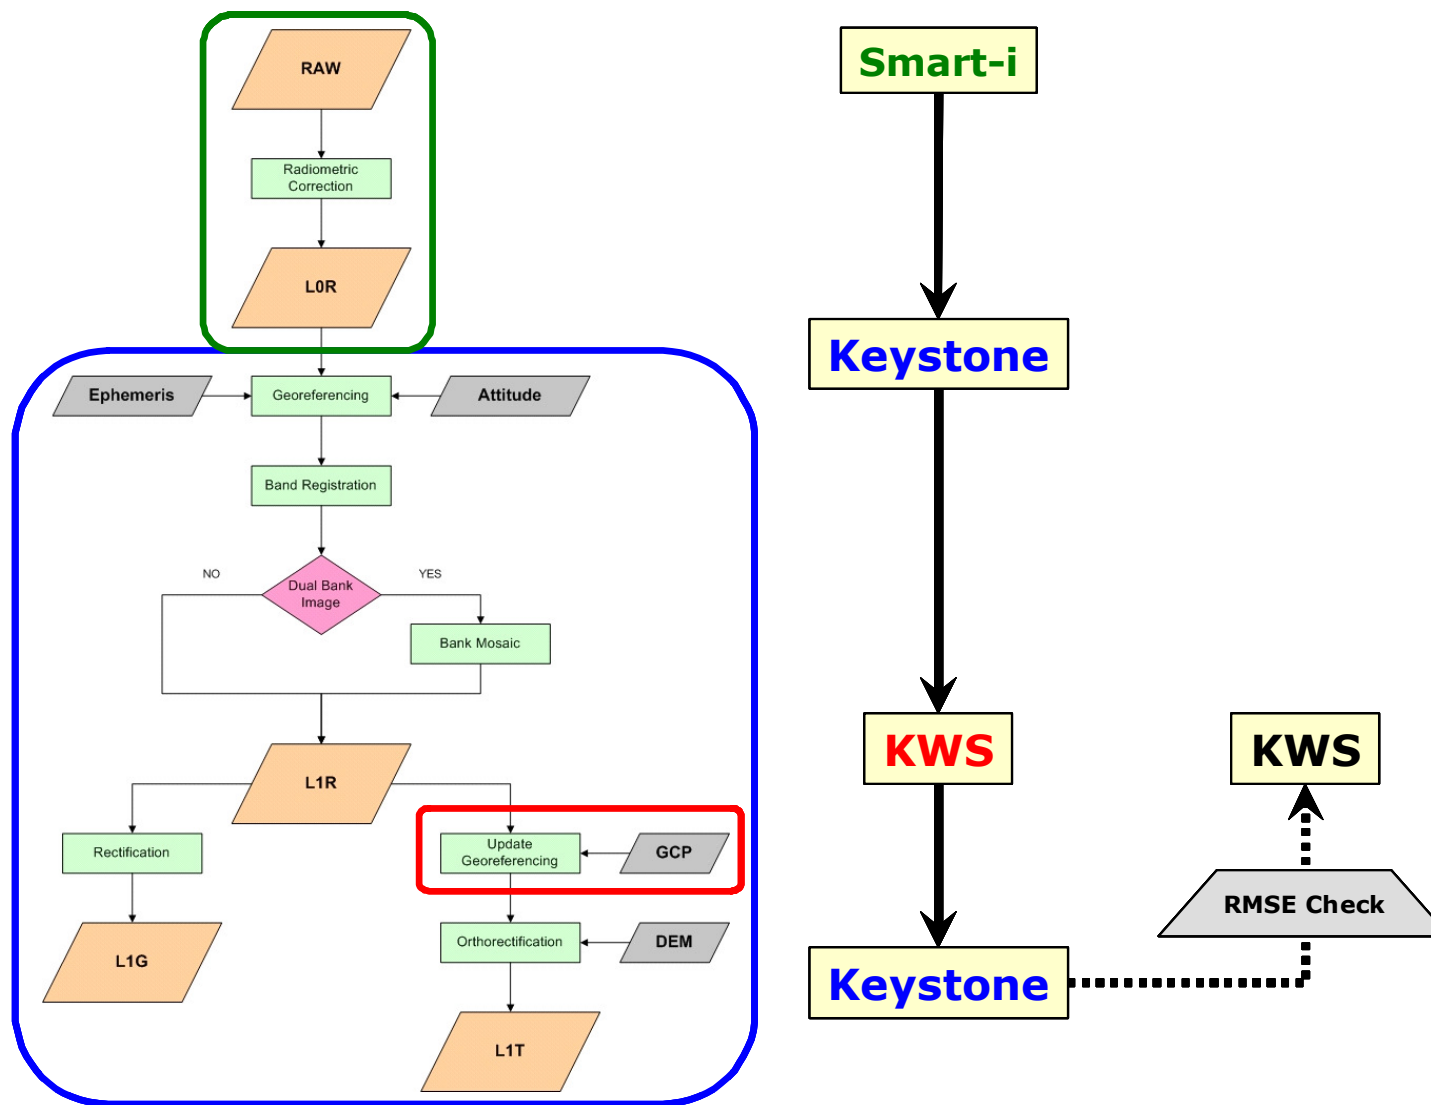 RAW
Radiometric
Correction
L0R
Ephemeris
Georeferencing
Attitude
Band Registration
NO
Dual Bank
Image
YES
Bank Mosaic
L1R
Rectification
Update
Georeferencing
GCP
L1G
Orthorectification
DEM
L1T
Smart-i
Keystone
KWS
KWS
RMSE Check
Keystone